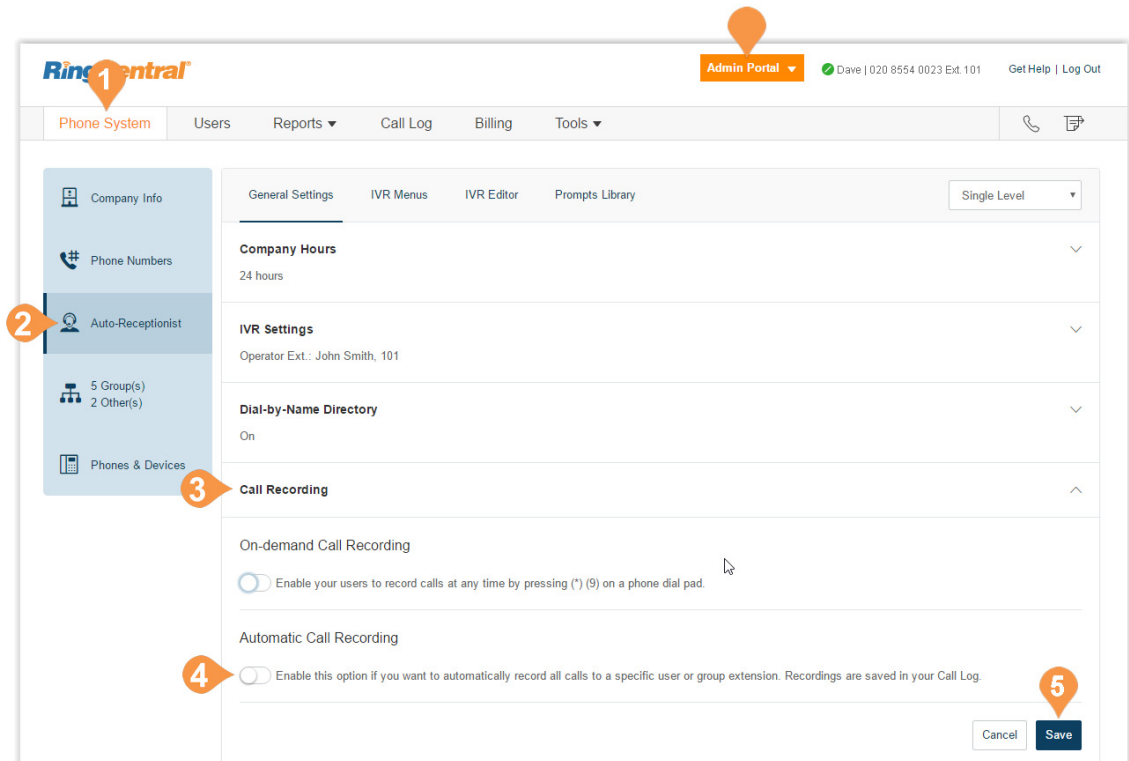 RingCentral®
1
Admin Portal
Dave | 020 8554 0023 Ext. 101
Get Help | Log Out
Phone System
Users
Reports
Call Log
Billing
Tools
Company Info
Phone Numbers
2
Auto-Receptionist
5 Group(s)
2 Other(s)
Phones & Devices
General Settings
IVR Menus
IVR Editor
Prompts Library
Single Level
Company Hours
24 hours
IVR Settings
Operator Ext.: John Smith, 101
Dial-by-Name Directory
On
3
Call Recording
On-demand Call Recording
Enable your users to record calls at any time by pressing (*) (9) on a phone dial pad.
Automatic Call Recording
4
Enable this option if you want to automatically record all calls to a specific user or group extension. Recordings are saved in your Call Log.
5
Cancel
Save